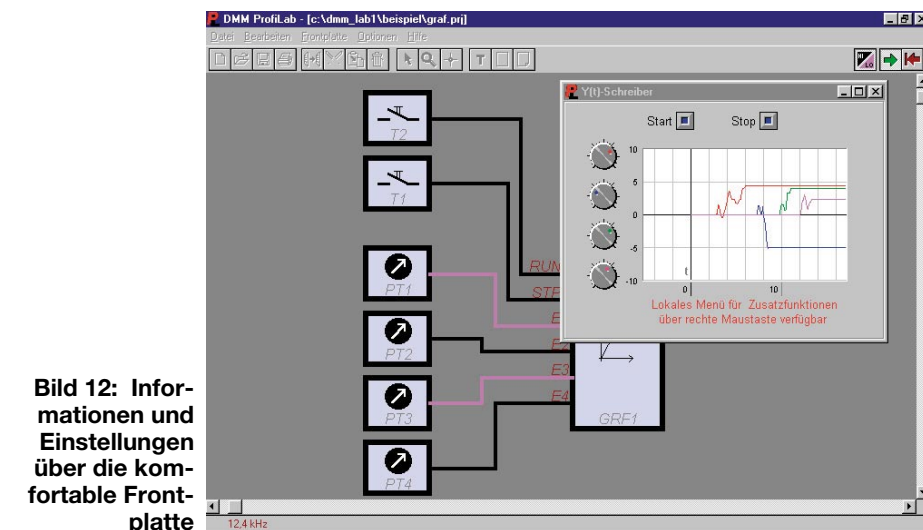 DMM ProfiLab - [c:\dmm_lab1\beispiel\graf.prj]
Datei Bearbeiten Frontplatte Optionen Hilfe
T
HI
LO
T2
T1
PT1
PT2
PT3
PT4
RUN
E2
E3
E4
GRF1
Y(t)-Schreiber
Start
Stop
10
5
0
-5
-10
t
0
10
Lokales Menü für Zusatzfunktionen
über rechte Maustaste verfügbar
12,4 kHz
Bild 12: Infor-
mationen und
Einstellungen
über die kom-
fortable Front-
platte